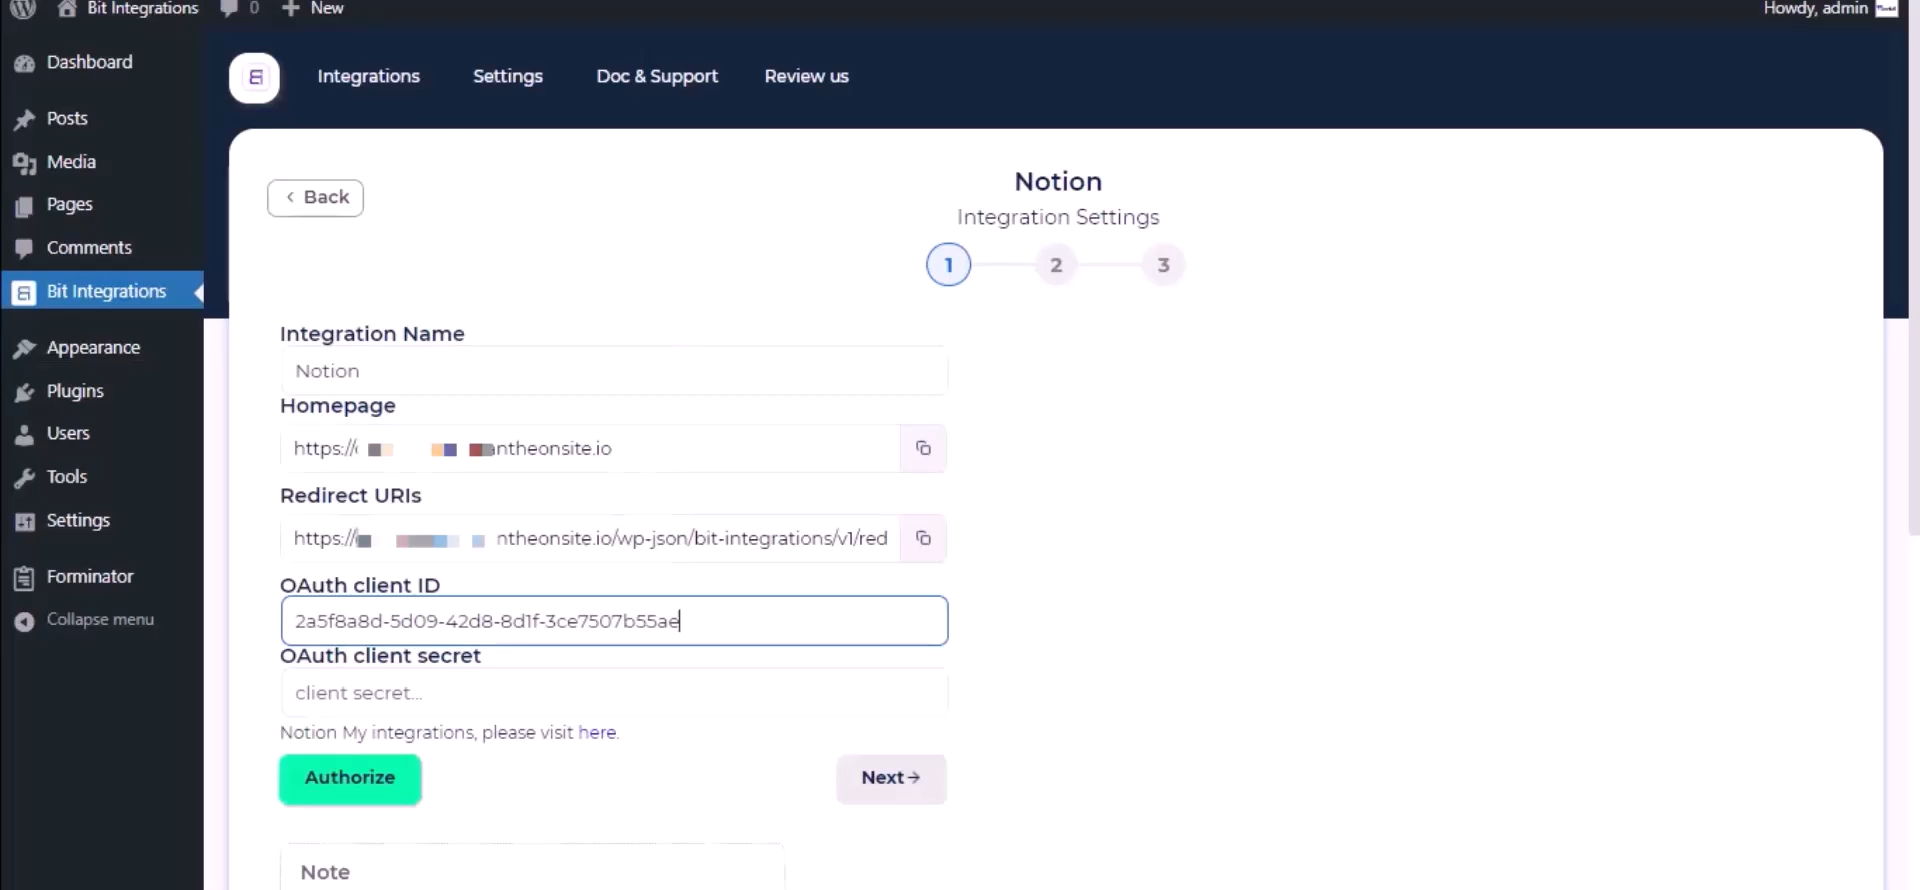 Bit Integrations 0 New Howdy, admin
Dashboard
Posts
Media
Pages
Comments
Bit Integrations
Appearance
Plugins
Users
Tools
Settings
Forminator
Collapse menu
Integrations Settings Doc & Support Review us
Back
Notion
Integration Settings
1 2 3
Integration Name
Notion
Homepage
https:// ntheonsite.io
Redirect URIs
https:// ntheonsite.io/wp-json/bit-integrations/v1/red
OAuth client ID
2a5f8a8d-5d09-42d8-8d1f-3ce7507b55ae
OAuth client secret
client secret...
Notion My integrations, please visit here.
Authorize
Next
Note